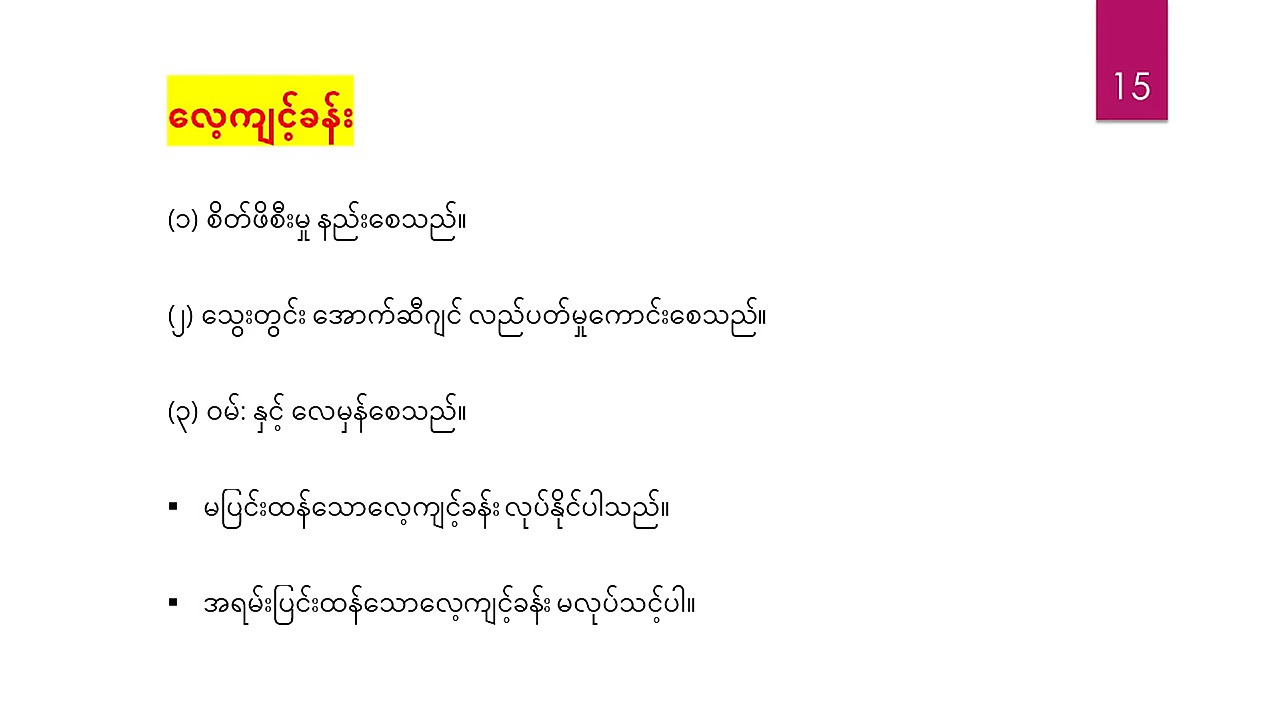 15
လေ့ကျင့်ခန်း
(၁) စိတ်ဖိစီးမှု နည်းစေသည်။
(၂) သွေးတွင်း အောက်ဆီဂျင် လည်ပတ်မှုကောင်းစေသည်။
(၃) ဝမ်: နှင့် လေမှန်စေသည်။
▪ မပြင်းထန်သောလေ့ကျင့်ခန်း လုပ်နိုင်ပါသည်။
▪ အရမ်းပြင်းထန်သောလေ့ကျင့်ခန်း မလုပ်သင့်ပါ။